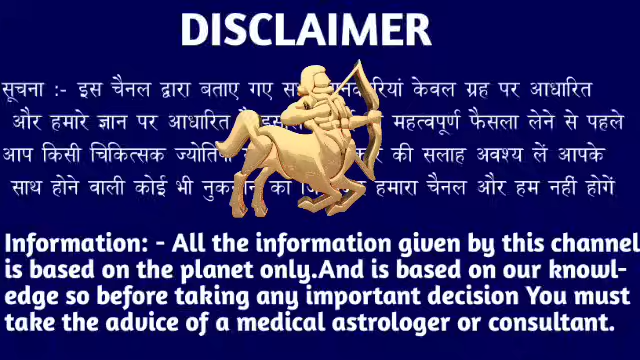 DISCLAIMER
सूचना :- इस चैनल द्वारा बताए गए केवल ग्रह पर आधारित
और हमारे ज्ञान पर आधारित महत्वपूर्ण फैसला लेने से पहले
आप किसी चिकित्सक की सलाह अवश्य लें आपके
साथ होने वाली कोई भी का हमारा चैनल और हम नहीं होगें
Information: - All the information given by this channel
is based on the planet only.And is based on our knowl-
edge so before taking any important decision You must
take the advice of a medical astrologer or consultant.